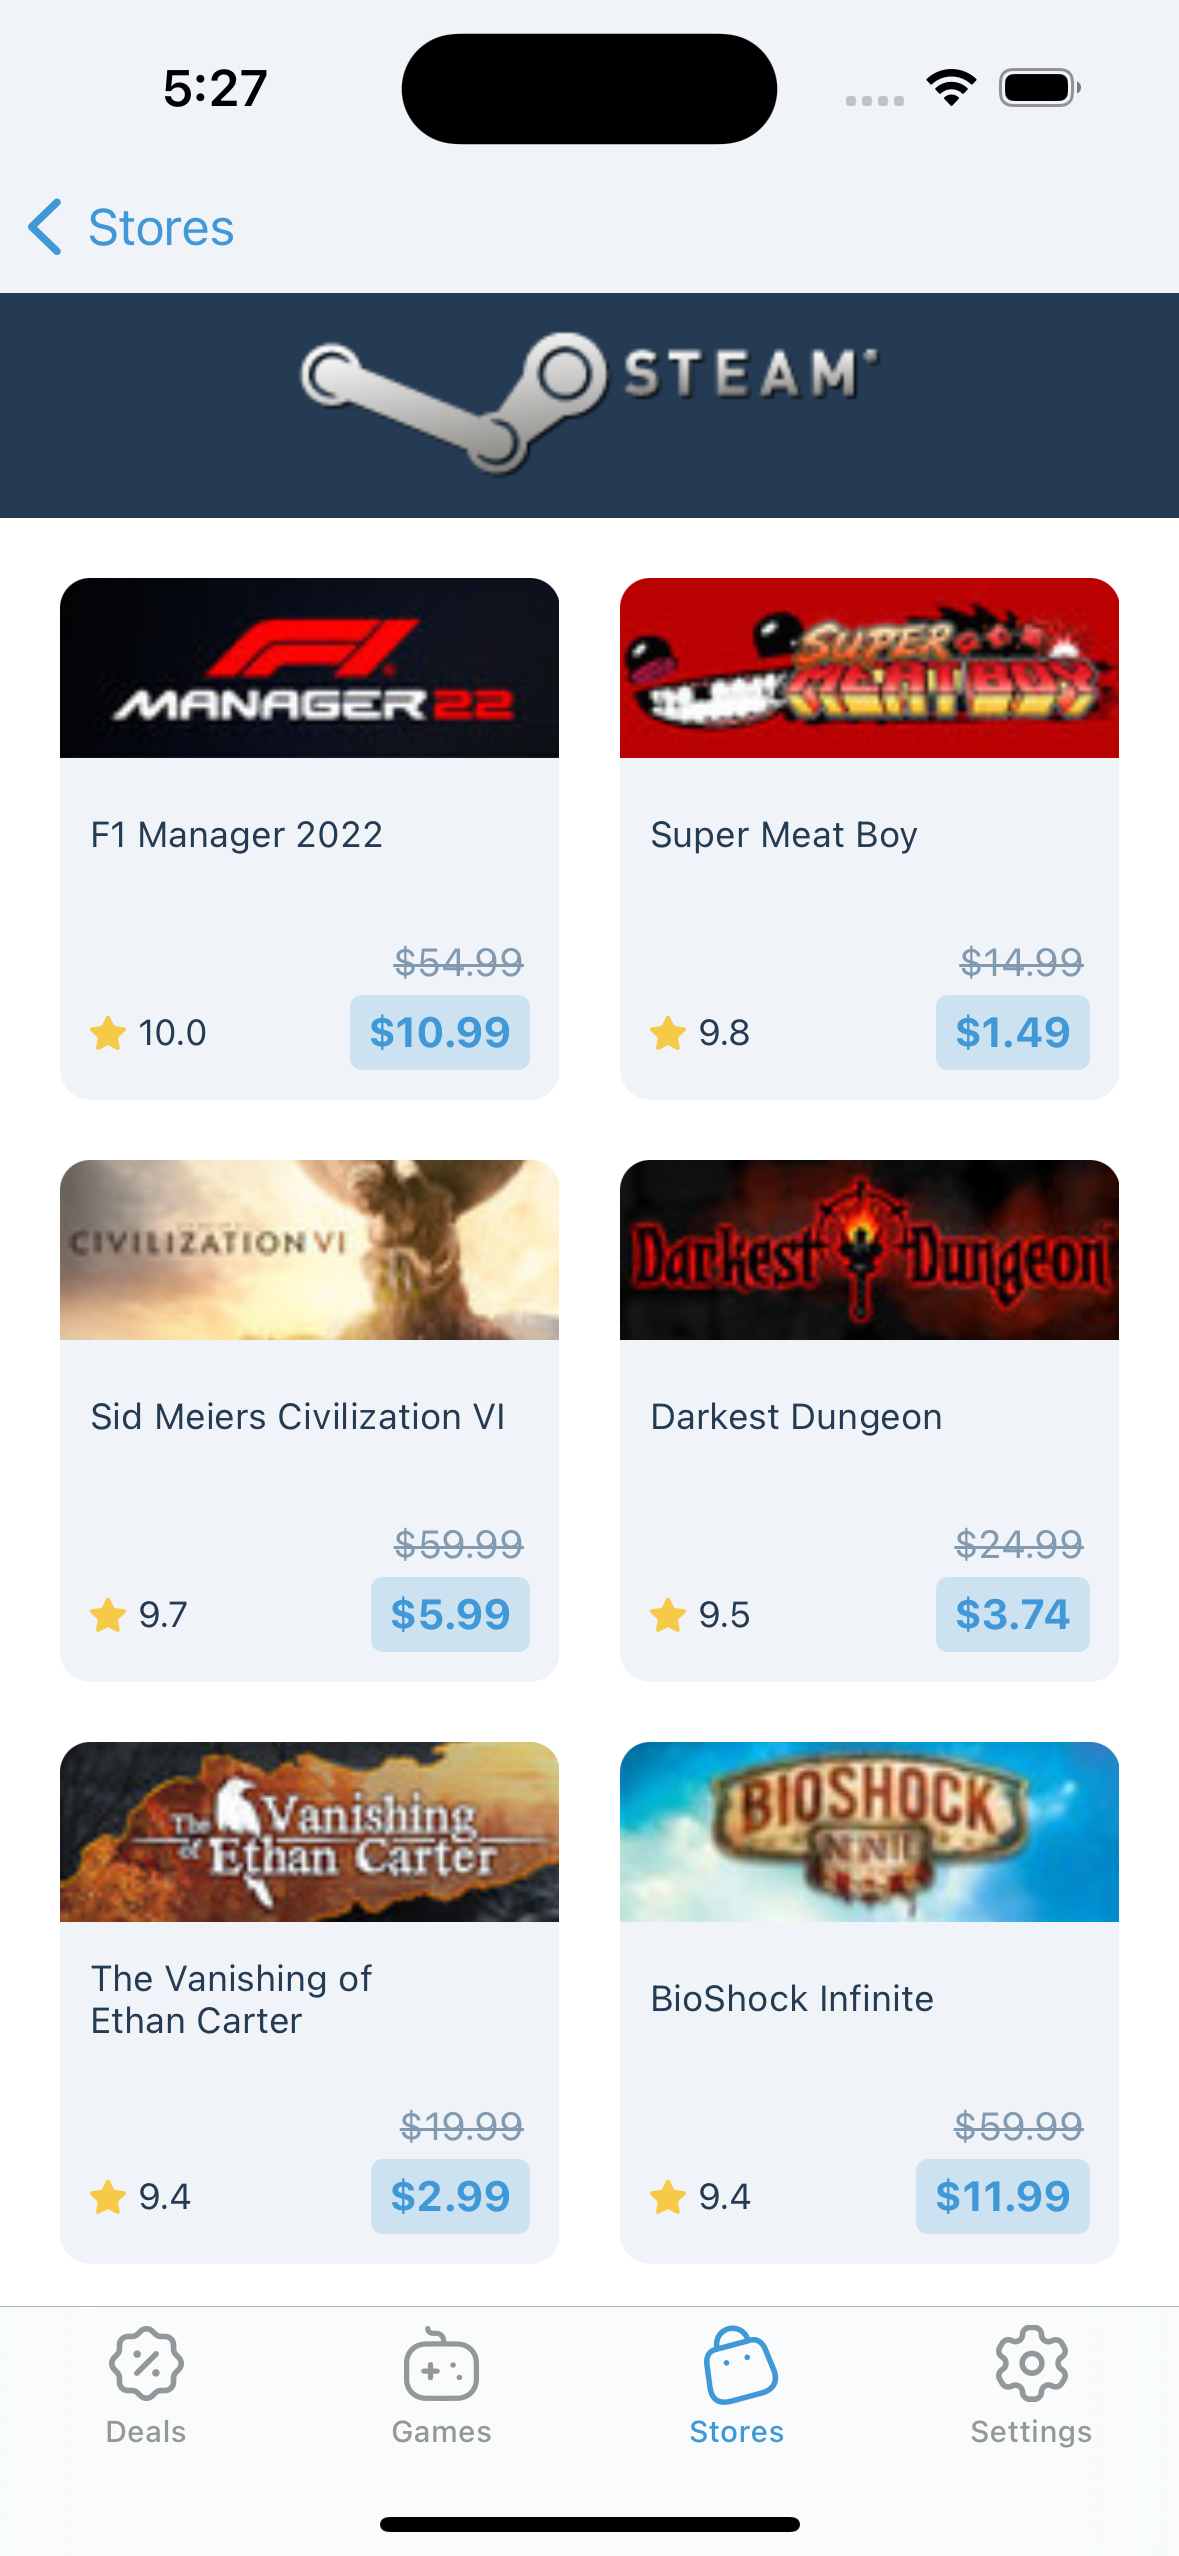 5:27
Stores
STEAM
F1
MANAGER 22
SUPER
MEAT BOY
F1 Manager 2022
Super Meat Boy
$54.99
$14.99
10.0
$10.99
9.8
$1.49
CIVILIZATION VI
Darkest Dungeon
Sid Meiers Civilization VI
Darkest Dungeon
$59.99
$24.99
9.7
$5.99
9.5
$3.74
The Vanishing
of Ethan Carter
BIOSHOCK
INFINITE
The Vanishing of
Ethan Carter
BioShock Infinite
$19.99
$59.99
9.4
$2.99
9.4
$11.99
Deals
Games
Stores
Settings